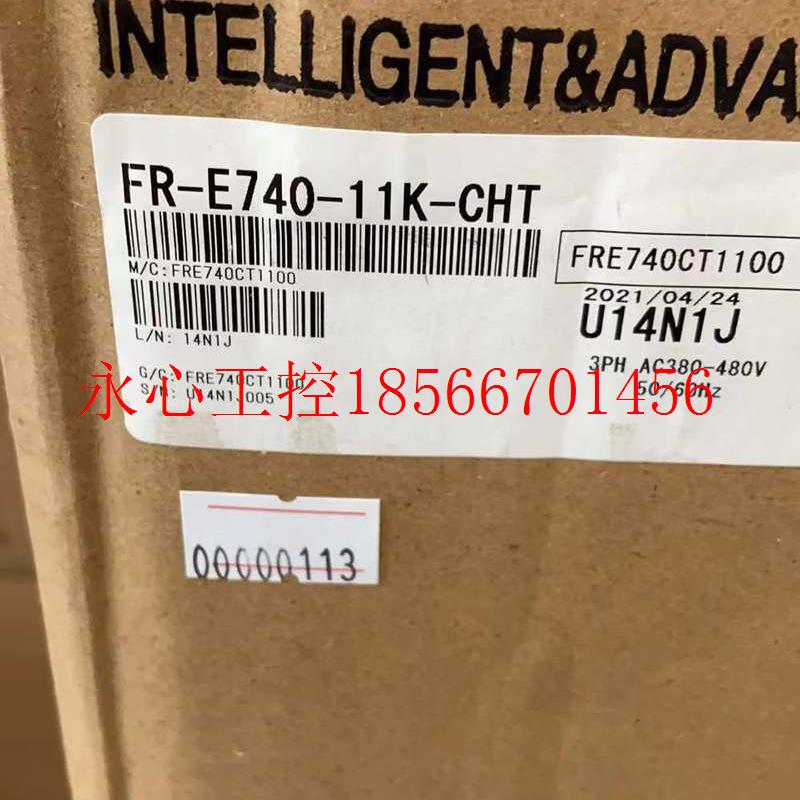 INTELLIGENT&ADVA
FR-E740-11K-CHT
M/C:FRE740CT1100
FRE740CT1100
2021/04/24
U14N1J
L/N: 14N1J
3PH AC380-480V
50/60Hz
G/C: FRE740CT1100
S/N: U14N1J005
永心工控18566701456
00000113